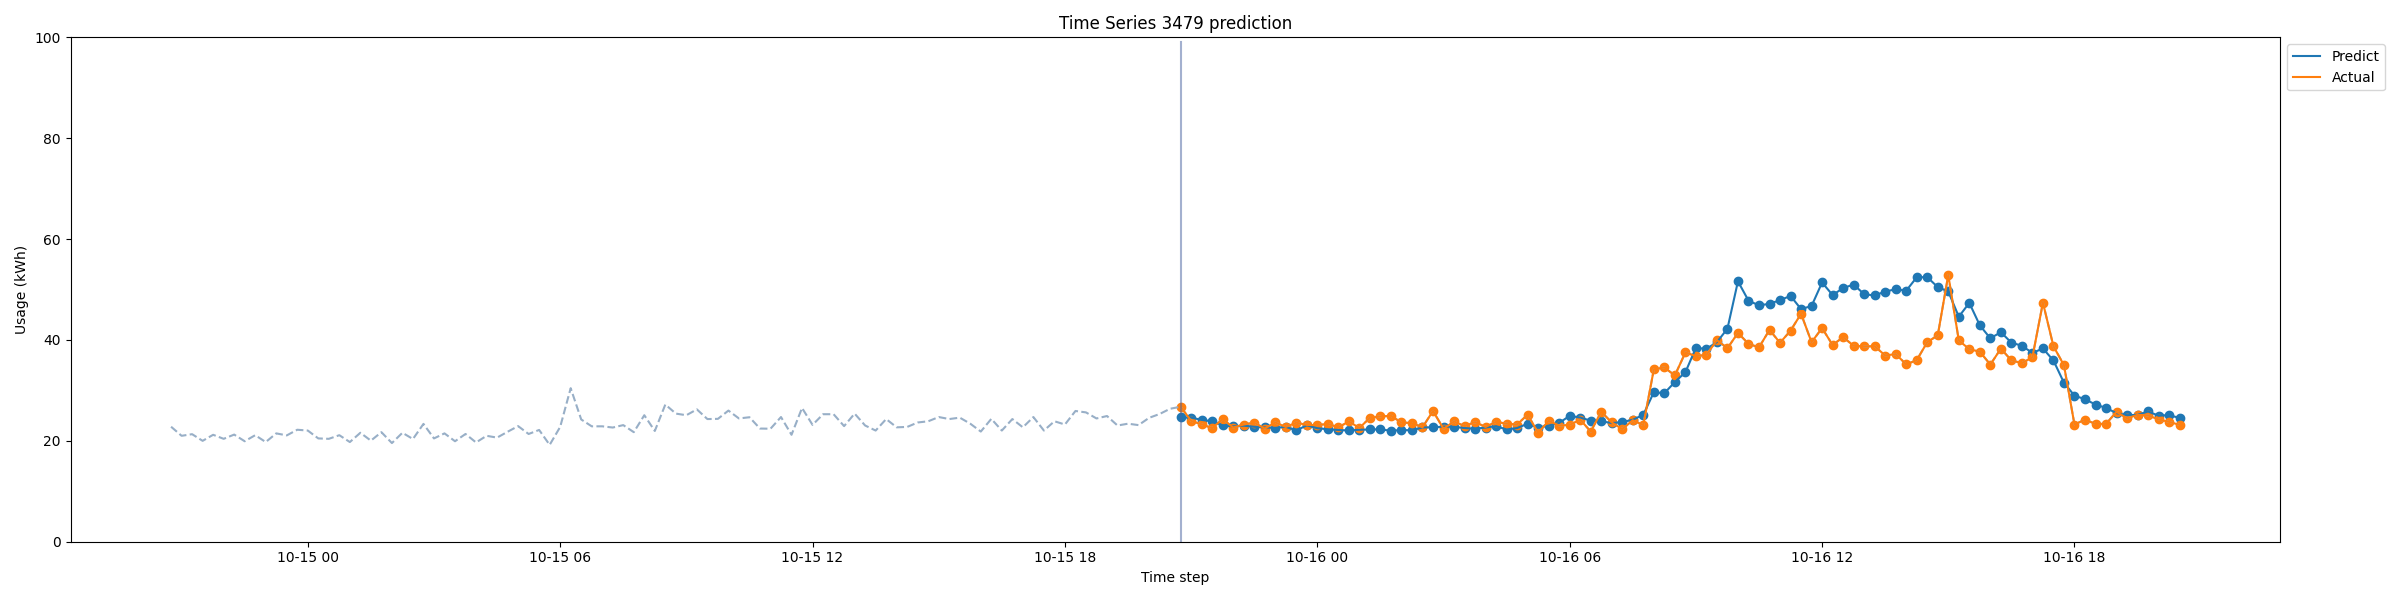 Time Series 3479 prediction
Usage (kWh)
100
80
60
40
20
0
10-15 00
10-15 06
10-15 12
10-15 18
10-16 00
10-16 06
10-16 12
10-16 18
Time step
Predict
Actual